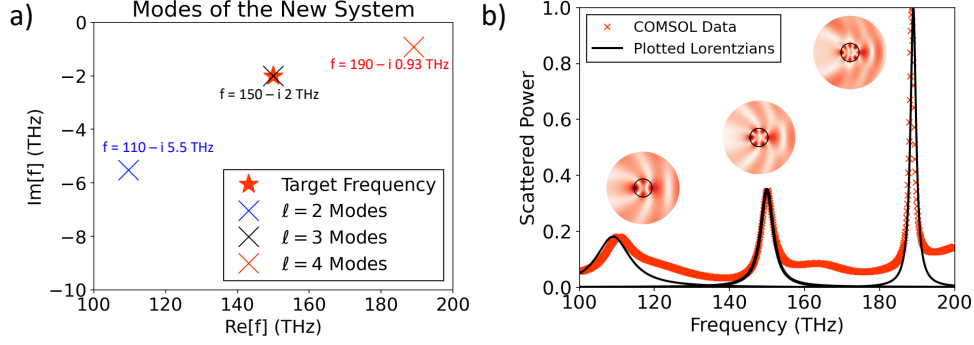 a)
Modes of the New System
f = 190 – i 0.93 THz
f = 150 – i 2 THz
f = 110 – i 5.5 THz
Target Frequency
ℓ = 2 Modes
ℓ = 3 Modes
ℓ = 4 Modes
0
−2
−4
−6
−8
−10
Im[f] (THz)
100 120 140 160 180 200
Re[f] (THz)
b)
COMSOL Data
Plotted Lorentzians
1.0
0.8
0.6
0.4
0.2
0.0
Scattered Power
100 120 140 160 180 200
Frequency (THz)